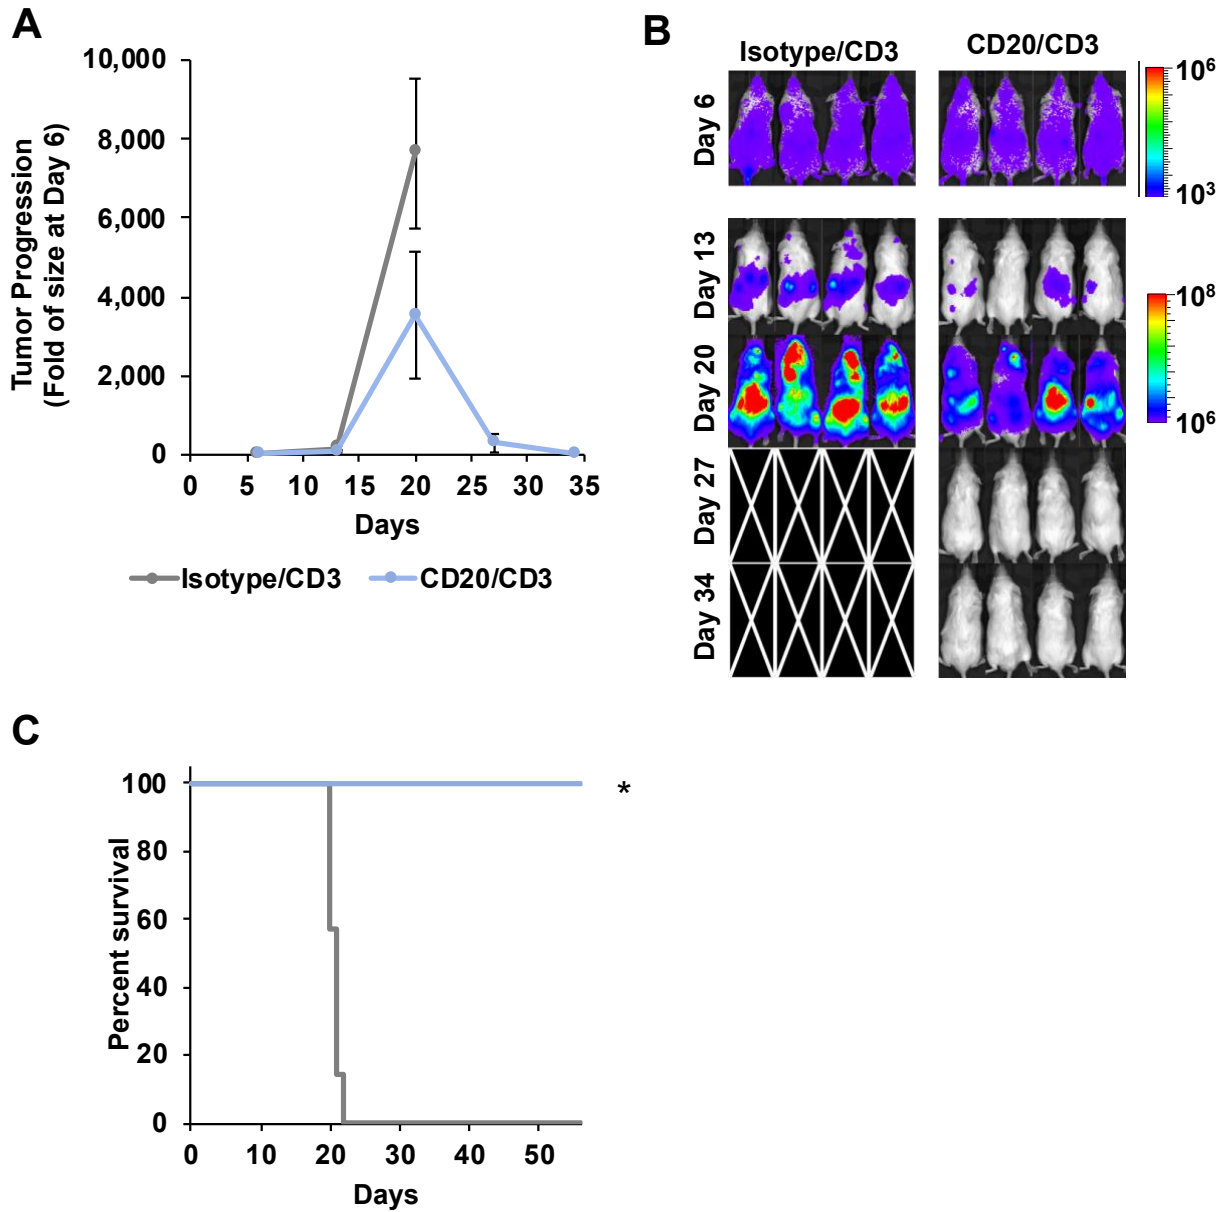 A
Tumor Progression
(Fold of size at Day 6)
10,000
8,000
6,000
4,000
2,000
0
0 5 10 15 20 25 30 35
Days
Isotype/CD3 CD20/CD3
B
Isotype/CD3 CD20/CD3
Day 6
Day 13
Day 20
Day 27
Day 34
10⁶
10³
10⁸
10⁶
C
Percent survival
100
80
60
40
20
0
*
0 10 20 30 40 50
Days